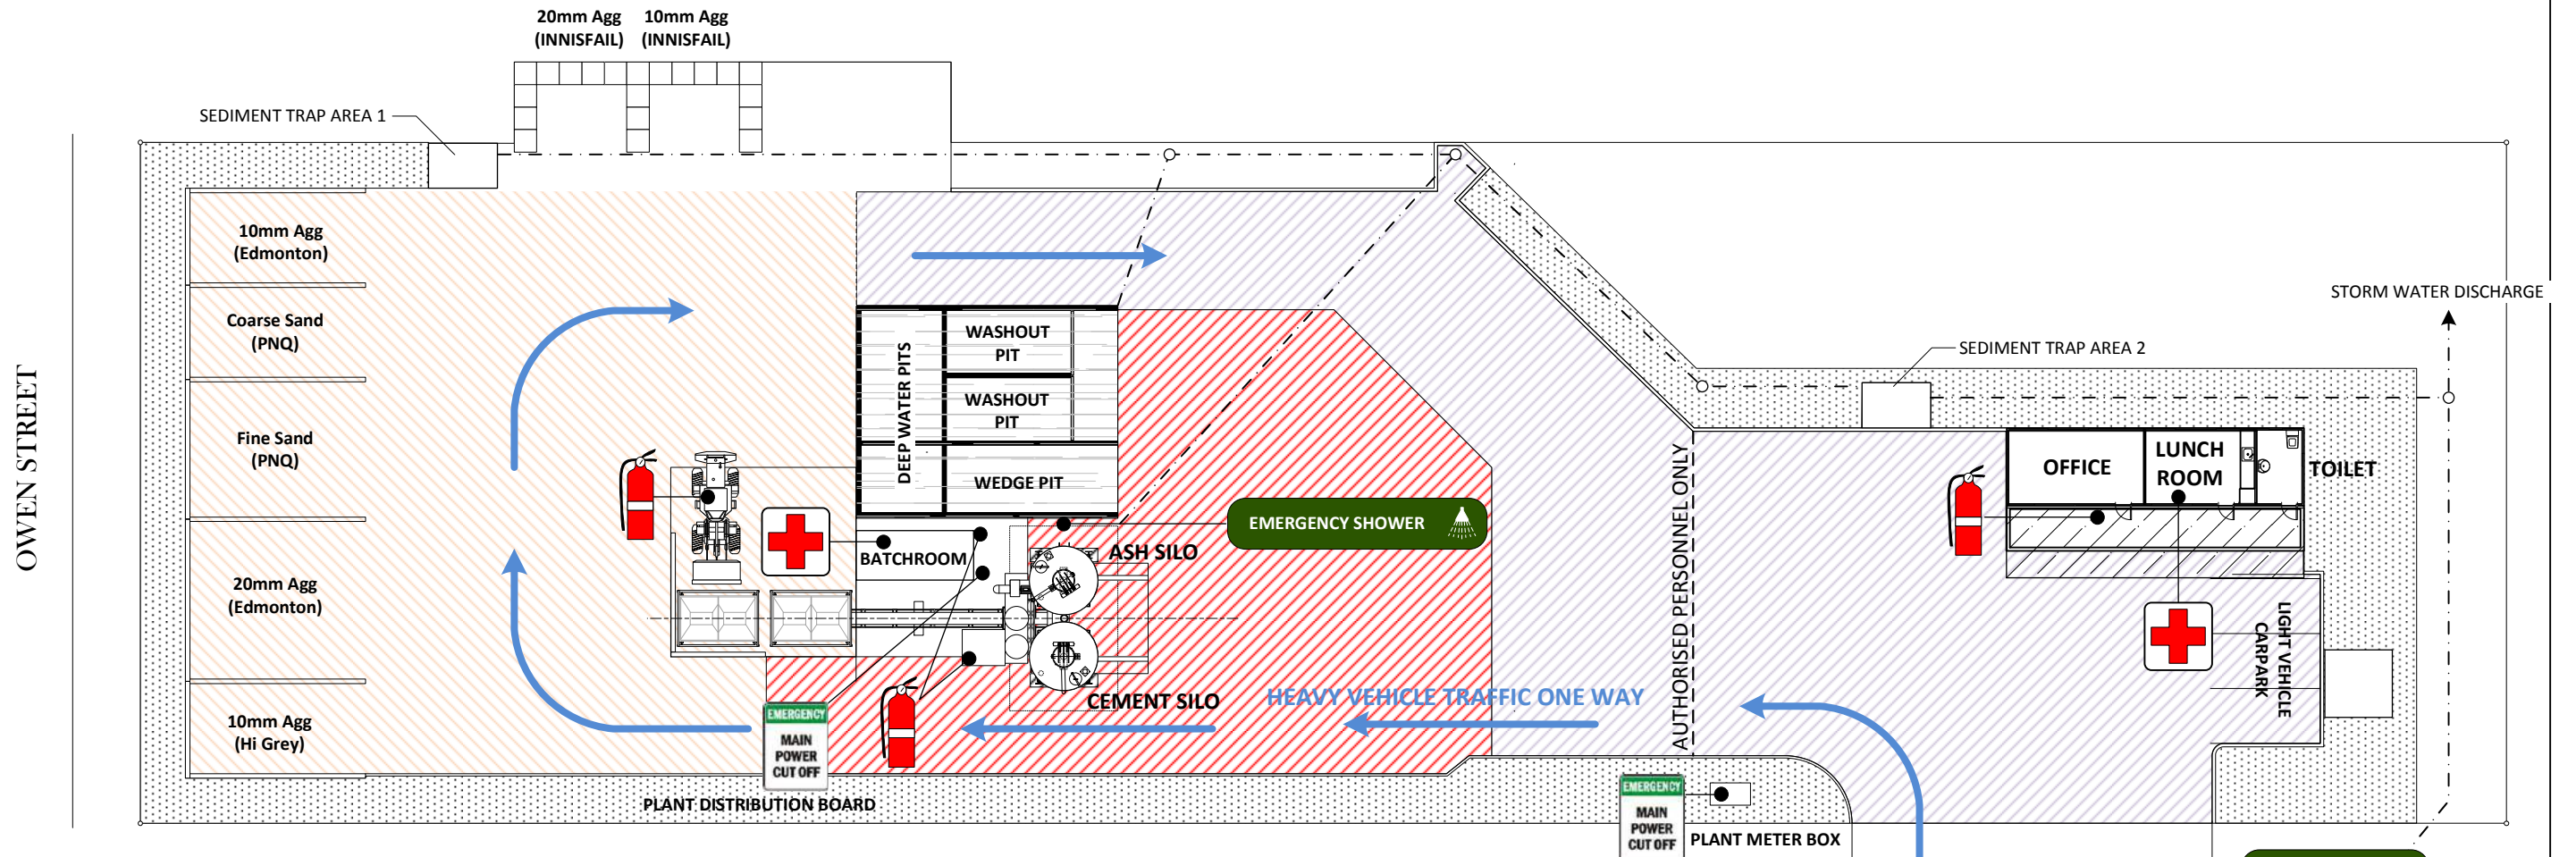 20mm Agg
(INNISFAIL)
10mm Agg
(INNISFAIL)
SEDIMENT TRAP AREA 1
OWEN STREET
10mm Agg
(Edmonton)
Coarse Sand
(PNQ)
Fine Sand
(PNQ)
20mm Agg
(Edmonton)
10mm Agg
(Hi Grey)
DEEP WATER PITS
WASHOUT
PIT
WASHOUT
PIT
WEDGE PIT
BATCHROOM
EMERGENCY SHOWER
ASH SILO
CEMENT SILO
HEAVY VEHICLE TRAFFIC ONE WAY
AUTHORISED PERSONNEL ONLY
EMERGENCY
MAIN
POWER
CUT OFF
PLANT DISTRIBUTION BOARD
EMERGENCY
MAIN
POWER
CUT OFF
PLANT METER BOX
STORM WATER DISCHARGE
SEDIMENT TRAP AREA 2
OFFICE
LUNCH
ROOM
TOILET
LIGHT VEHICLE
CARPARK